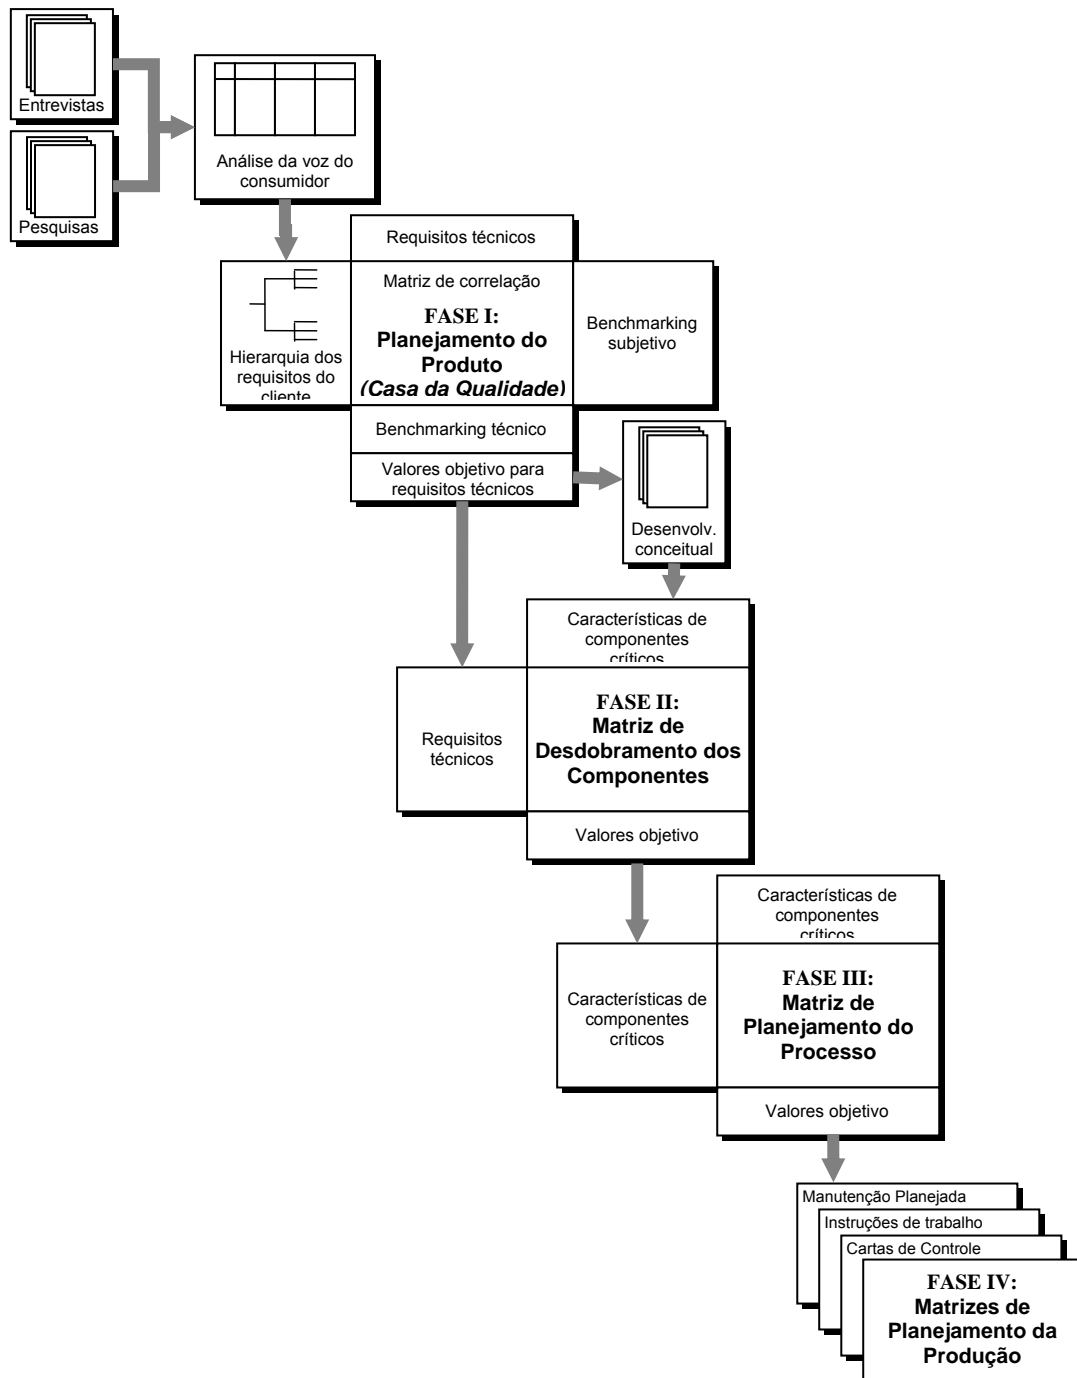 Entrevistas
Pesquisas
Análise da voz do
consumidor
Requisitos técnicos
Matriz de correlação
FASE I:
Planejamento do
Produto
(Casa da Qualidade)
Hierarquia dos
requisitos do
cliente
Benchmarking
subjetivo
Benchmarking técnico
Valores objetivo para
requisitos técnicos
Desenvolv.
conceitual
Características de
componentes
críticos
Requisitos
técnicos
FASE II:
Matriz de
Desdobramento dos
Componentes
Valores objetivo
Características de
componentes
críticos
Características de
componentes
críticos
FASE III:
Matriz de
Planejamento do
Processo
Valores objetivo
Manutenção Planejada
Instruções de trabalho
Cartas de Controle
FASE IV:
Matrizes de
Planejamento da
Produção